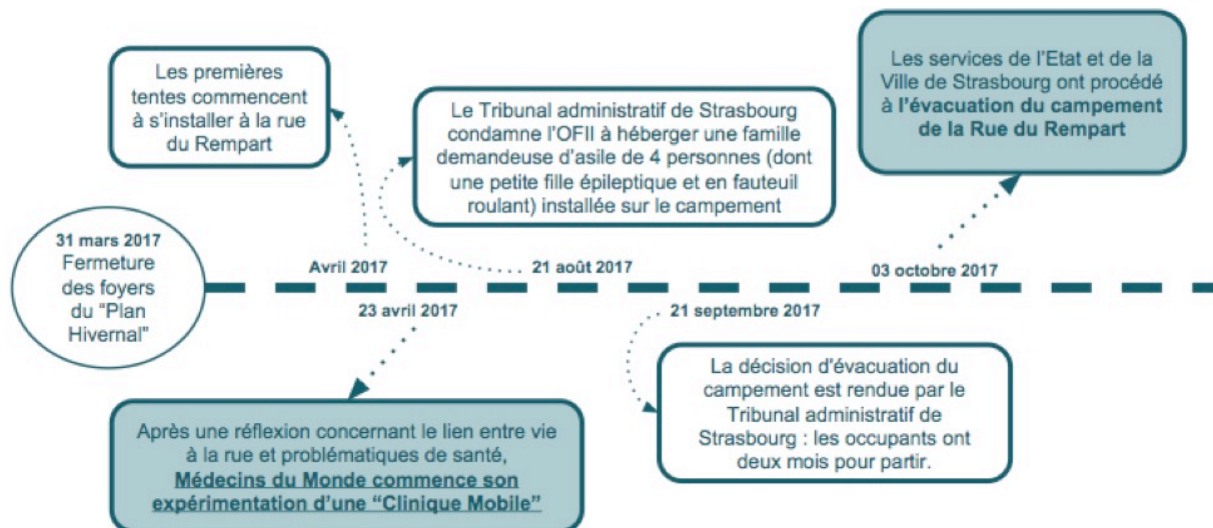 31 mars 2017
Fermeture
des foyers
du “Plan
Hivernal”
Avril 2017
Les premières
tentes commencent
à s’installer à la rue
du Rempart
23 avril 2017
Après une réflexion concernant le lien entre vie
à la rue et problématiques de santé,
Médecins du Monde commence son
expérimentation d’une “Clinique Mobile”
21 août 2017
Le Tribunal administratif de Strasbourg
condamne l’OFII à héberger une famille
demandeuse d’asile de 4 personnes (dont
une petite fille épileptique et en fauteuil
roulant) installée sur le campement
21 septembre 2017
La décision d'évacuation du
campement est rendue par le
Tribunal administratif de
Strasbourg : les occupants ont
deux mois pour partir.
03 octobre 2017
Les services de l’Etat et de la
Ville de Strasbourg ont procédé
à l’évacuation du campement
de la Rue du Rempart